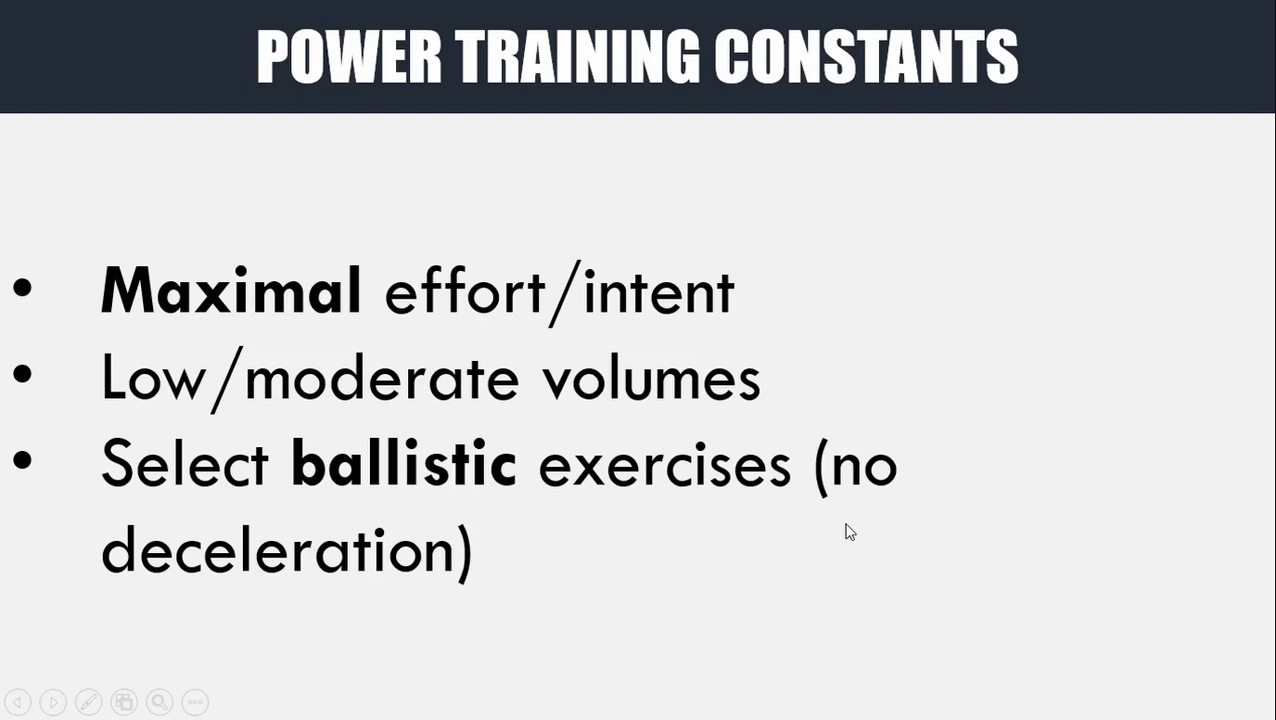 POWER TRAINING CONSTANTS
• Maximal effort/intent
• Low/moderate volumes
• Select ballistic exercises (no
deceleration)